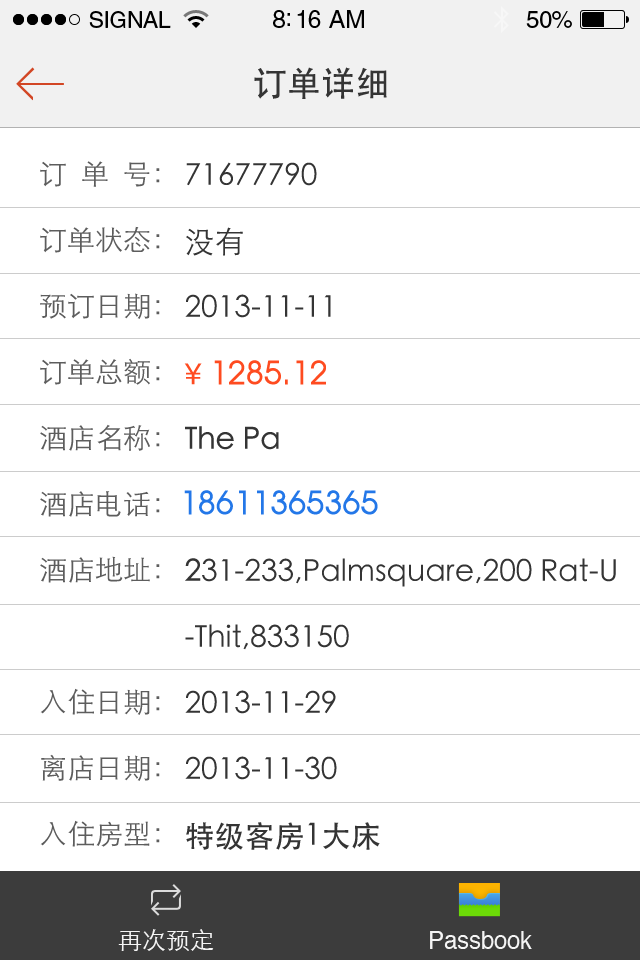 SIGNAL 8:16 AM 50%
订单详细
订 单 号： 71677790
订单状态： 没有
预订日期： 2013-11-11
订单总额： ¥ 1285.12
酒店名称： The Pa
酒店电话： 18611365365
酒店地址： 231-233,Palmsquare,200 Rat-U
-Thit,833150
入住日期： 2013-11-29
离店日期： 2013-11-30
入住房型： 特级客房1大床
再次预定 Passbook